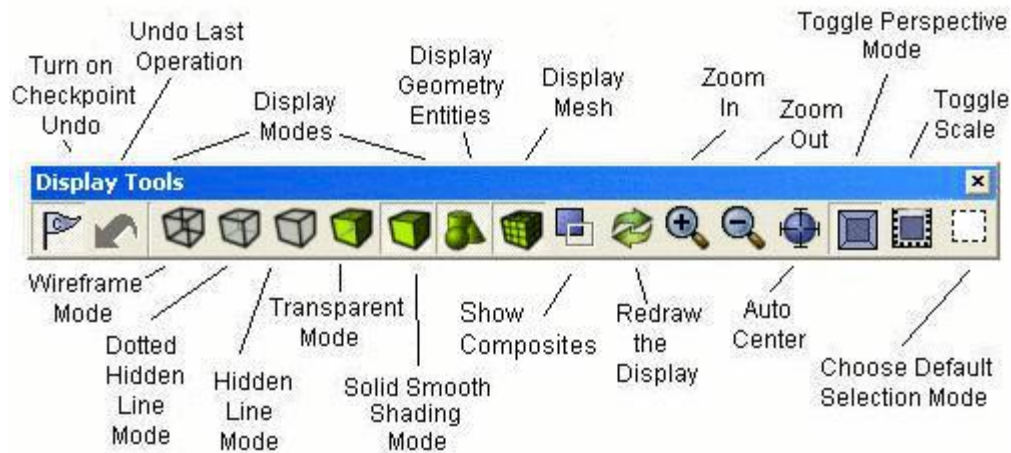 Turn on
Checkpoint
Undo
Undo Last
Operation
Display
Modes
Display
Geometry
Entities
Display
Mesh
Zoom
In
Zoom
Out
Toggle Perspective
Mode
Toggle
Scale
Display Tools
Wireframe
Mode
Dotted
Hidden
Line
Mode
Hidden
Line
Mode
Transparent
Mode
Solid Smooth
Shading
Mode
Show
Composites
Redraw
the
Display
Auto
Center
Choose Default
Selection Mode